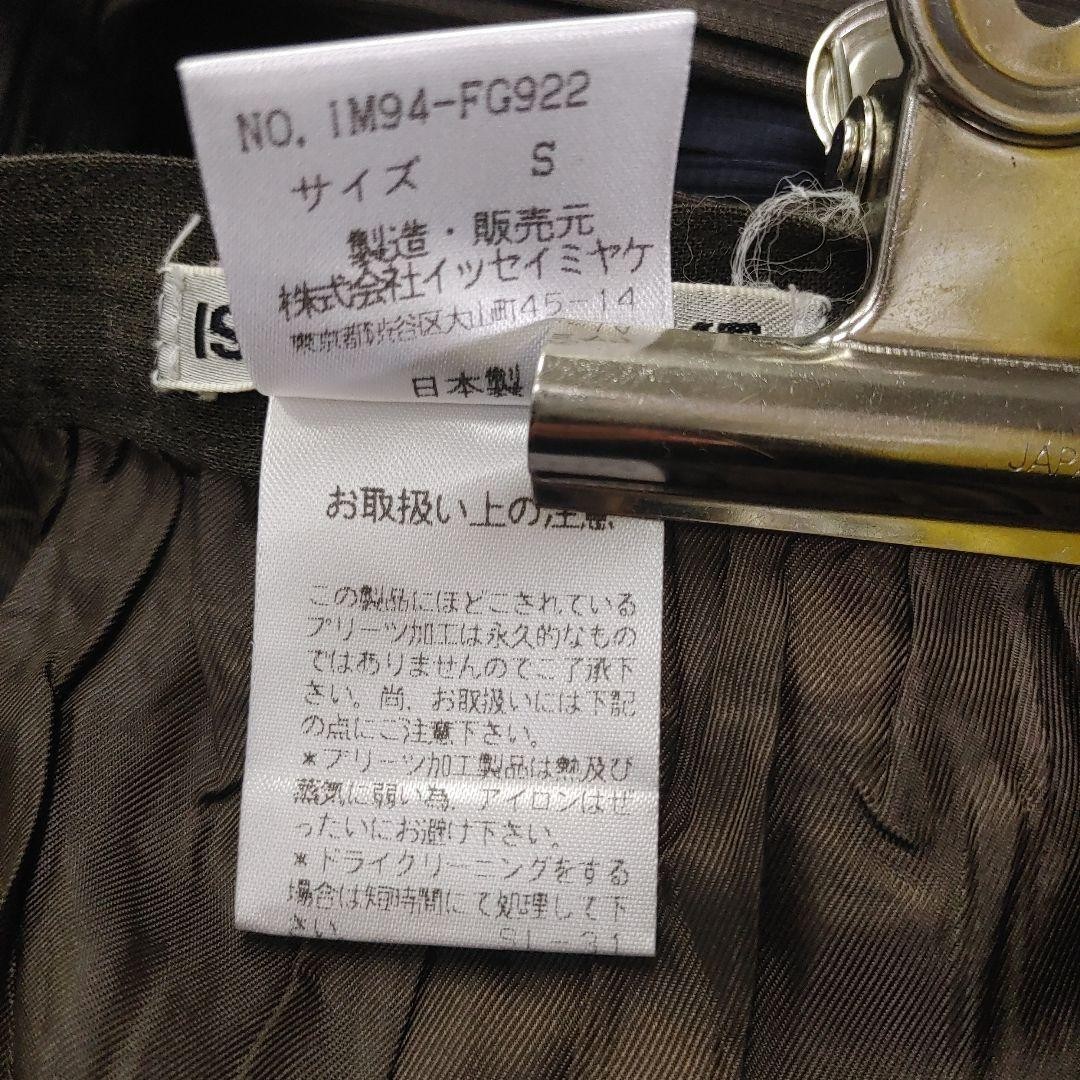 NO. IM94-FG922
サイズ S
製造・販売元
株式会社イッセイミヤケ
東京都渋谷区大山町45-14
日本製
IS
お取扱い上の注意
この製品にほどこされている
プリーツ加工は永久的なもの
ではありませんのでご了承下
さい。尚、お取扱いには下記
の点にご注意下さい。
*プリーツ加工製品は熱及び
蒸気に弱い為、アイロンはぜ
ったいにお避け下さい。
*ドライクリーニングをする
場合は短時間にて処理して下
さい。 SL-31
JAPA